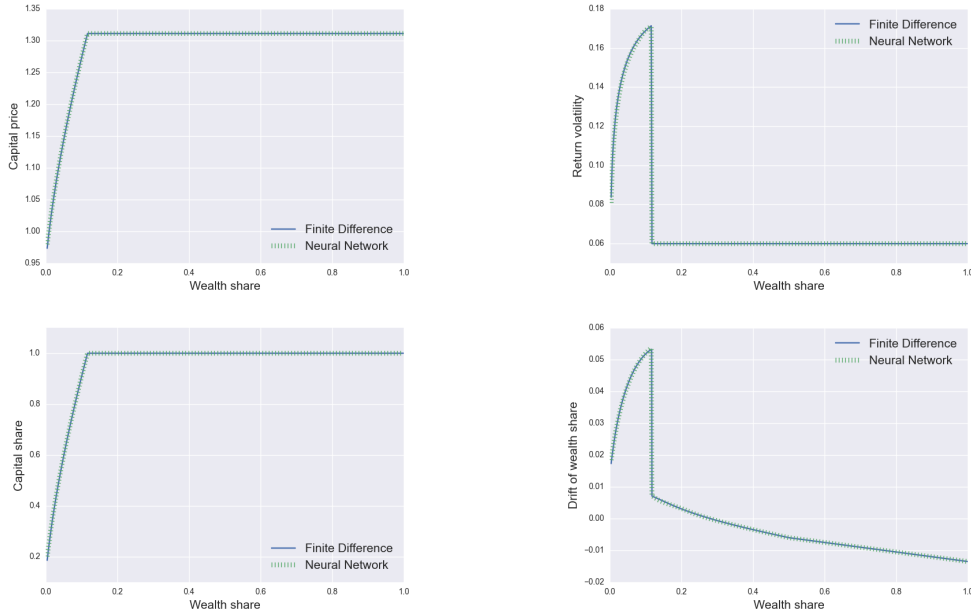 1.35
1.30
1.25
1.20
1.15
1.10
1.05
1.00
0.95
Capital price
0.0 0.2 0.4 0.6 0.8 1.0
Wealth share
Finite Difference
Neural Network
0.18
0.16
0.14
0.12
0.10
0.08
0.06
Return volatility
0.0 0.2 0.4 0.6 0.8 1.0
Wealth share
Finite Difference
Neural Network
1.0
0.8
0.6
0.4
0.2
Capital share
0.0 0.2 0.4 0.6 0.8 1.0
Wealth share
Finite Difference
Neural Network
0.06
0.05
0.04
0.03
0.02
0.01
0.00
−0.01
−0.02
Drift of wealth share
0.0 0.2 0.4 0.6 0.8 1.0
Wealth share
Finite Difference
Neural Network